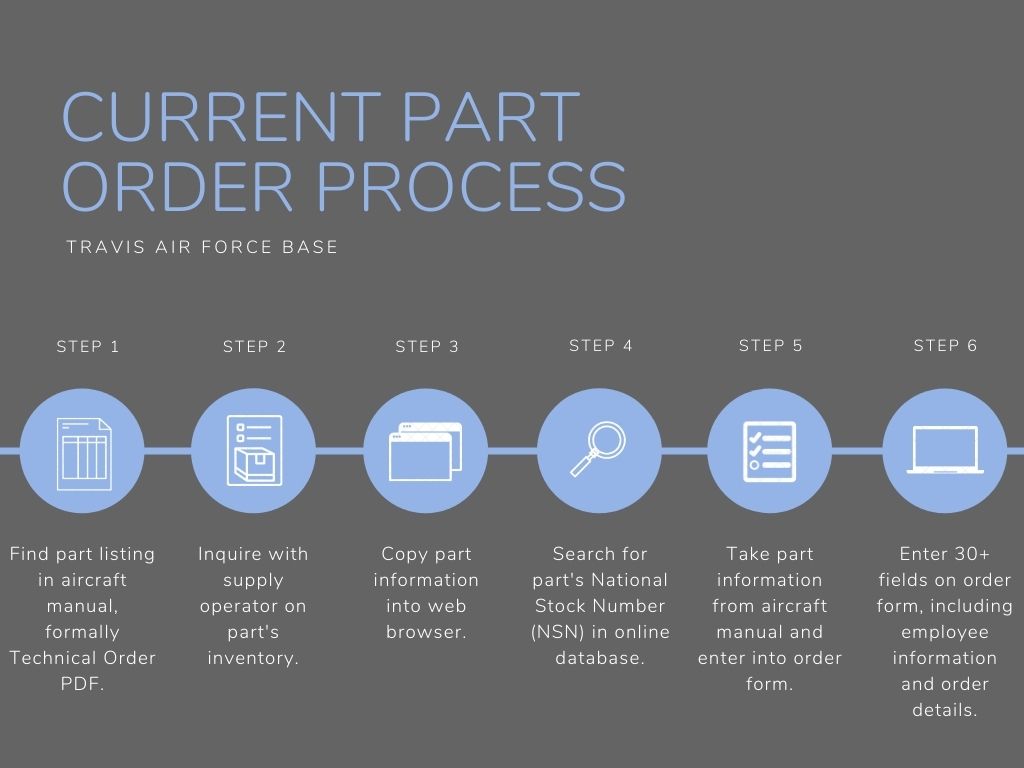 CURRENT PART
ORDER PROCESS
TRAVIS AIR FORCE BASE
STEP 1
Find part listing
in aircraft
manual,
formally
Technical Order
PDF.
STEP 2
Inquire with
supply
operator on
part's
inventory.
STEP 3
Copy part
information
into web
browser.
STEP 4
Search for
part's National
Stock Number
(NSN) in online
database.
STEP 5
Take part
information
from aircraft
manual and
enter into order
form.
STEP 6
Enter 30+
fields on order
form, including
employee
information
and order
details.